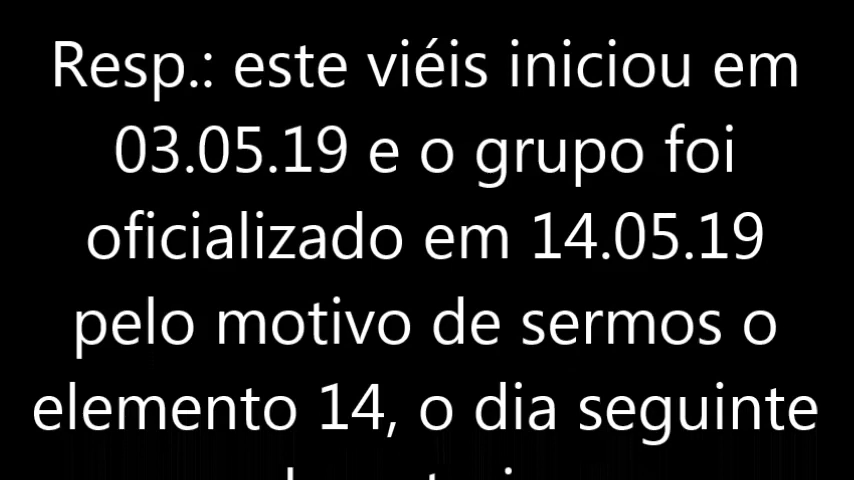 Resp.: este viéis iniciou em
03.05.19 e o grupo foi
oficializado em 14.05.19
pelo motivo de sermos o
elemento 14, o dia seguinte